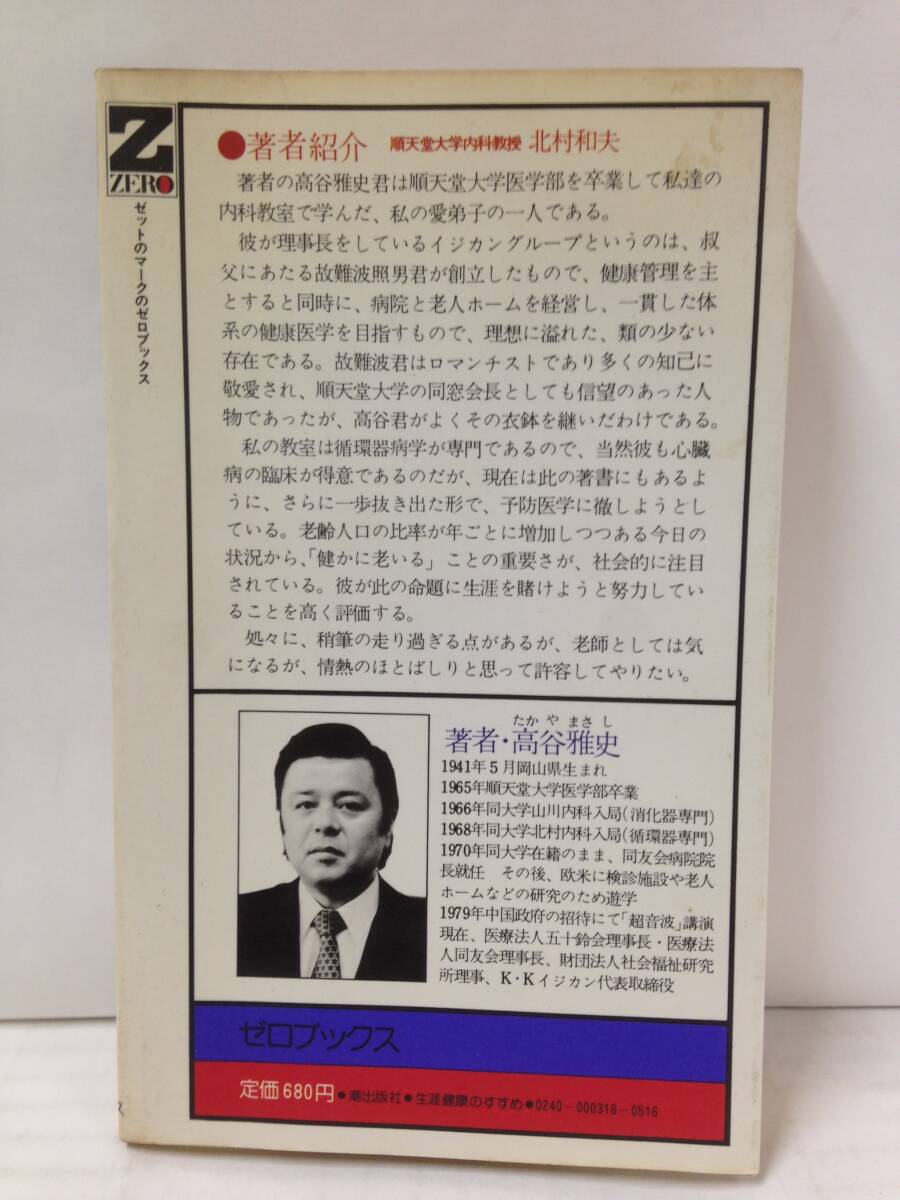 Z
ZERO
ゼットのマークのゼロブックス
●著者紹介 順天堂大学内科教授 北村和夫
著者の高谷雅史君は順天堂大学医学部を卒業して私達の
内科教室で学んだ、私の愛弟子の一人である。
彼が理事長をしているイジカングループというのは、叔
父にあたる故難波照男君が創立したもので、健康管理を主
とすると同時に、病院と老人ホームを経営し、一貫した体
系の健康医学を目指すもので、理想に溢れた、類の少ない
存在である。故難波君はロマンチストであり多くの知己に
敬愛され、順天堂大学の同窓会長としても信望のあった人
物であったが、高谷君がよくその衣鉢を継いだわけである。
私の教室は循環器病学が専門であるので、当然彼も心臓
病の臨床が得意であるのだが、現在は此の著書にもあるよ
うに、さらに一歩抜き出た形で、予防医学に徹しようとし
ている。老齢人口の比率が年ごとに増加しつつある今日の
状況から、「健かに老いる」ことの重要さが、社会的に注目
されている。彼が此の命題に生涯を賭けようと努力してい
ることを高く評価する。
処々に、稍筆の走り過ぎる点があるが、老師としては気
になるが、情熱のほとばしりと思って許容してやりたい。
たか や まさ し
著者・高谷雅史
1941年5月岡山県生まれ
1965年順天堂大学医学部卒業
1966年同大学山川内科入局(消化器専門)
1968年同大学北村内科入局(循環器専門)
1970年同大学在籍のまま、同友会病院院
長就任 その後、欧米に検診施設や老人
ホームなどの研究のため遊学
1979年中国政府の招待にて「超音波」講演
現在、医療法人五十鈴会理事長・医療法
人同友会理事長、財団法人社会福祉研究
所理事、K・Kイジカン代表取締役
ゼロブックス
定価680円●潮出版社●生涯健康のすすめ●0240-000318-0516